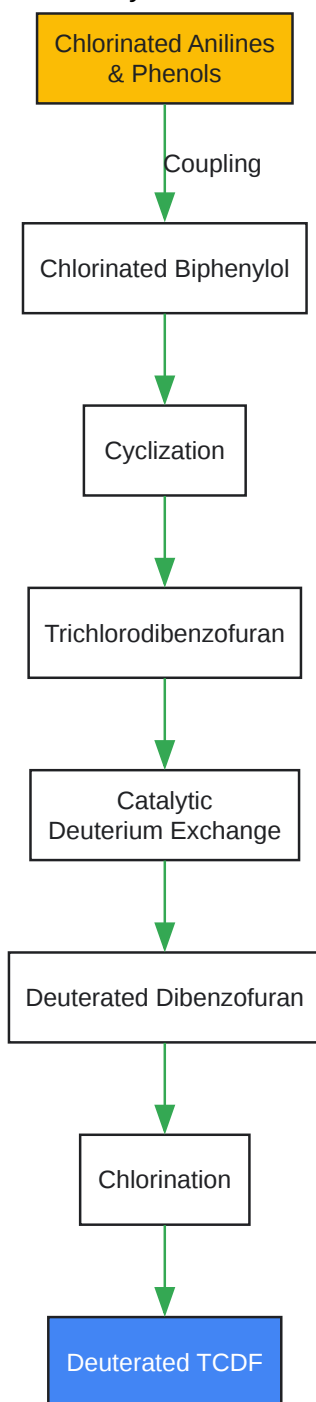 Chlorinated Anilines
& Phenols
Coupling
Chlorinated Biphenylol
Cyclization
Trichlorodibenzofuran
Catalytic
Deuterium Exchange
Deuterated Dibenzofuran
Chlorination
Deuterated TCDF